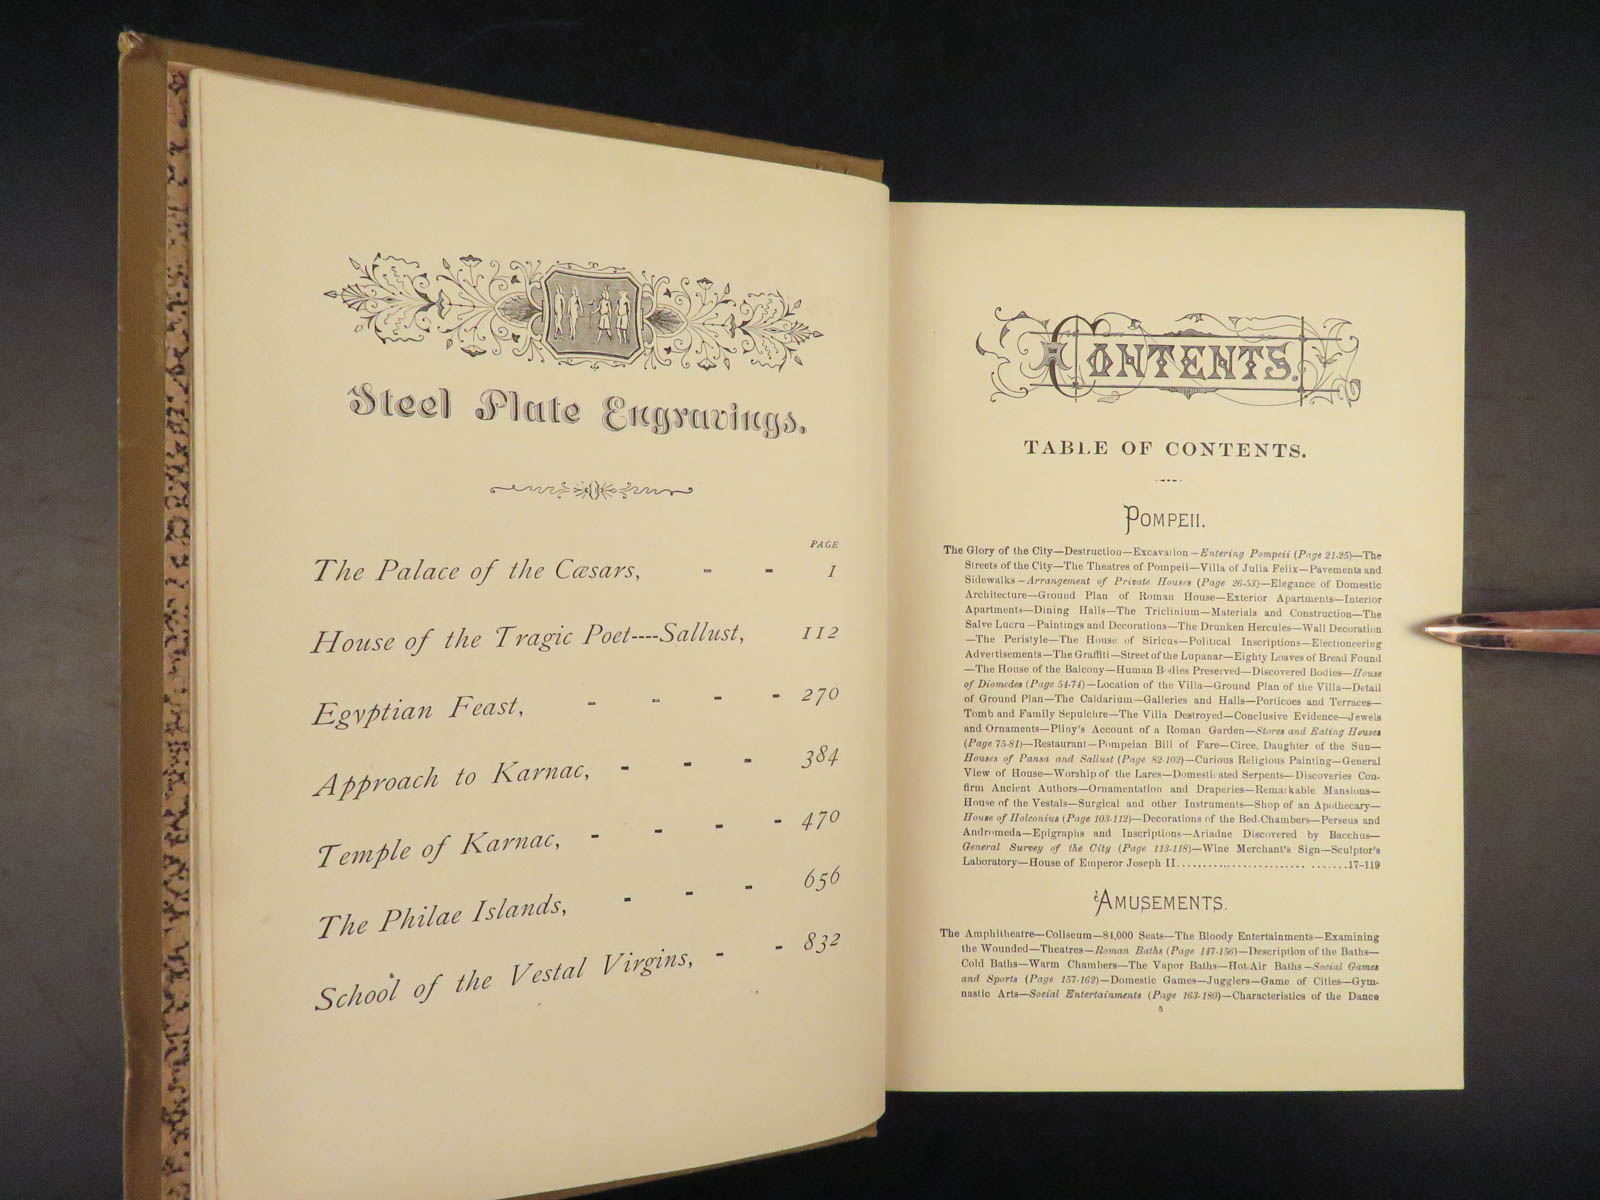 Steel Plate Engravings.
PAGE
The Palace of the Cæsars, - - 1
House of the Tragic Poet----Sallust, 112
Egyptian Feast, - - - - 270
Approach to Karnac, - - - 384
Temple of Karnac, - - - - 470
The Philae Islands, - - - 656
School of the Vestal Virgins, - - 832
CONTENTS.
TABLE OF CONTENTS.
POMPEII.
The Glory of the City—Destruction—Excavation—Entering Pompeii (Page 21-25)—The
Streets of the City—The Theatres of Pompeii—Villa of Julia Felix—Pavements and
Sidewalks—Arrangement of Private Houses (Page 26-53)—Elegance of Domestic
Architecture—Ground Plan of Roman House—Exterior Apartments—Interior
Apartments—Dining Halls—The Triclinium—Materials and Construction—The
Salve Lucru—Paintings and Decorations—The Drunken Hercules—Wall Decoration
—The Peristyle—The House of Siricus—Political Inscriptions—Electioneering
Advertisements—The Graffiti—Street of the Lupanar—Eighty Loaves of Bread Found
—The House of the Balcony—Human Bodies Preserved—Discovered Bodies—House
of Diomedes (Page 54-74)—Location of the Villa—Ground Plan of the Villa—Detail
of Ground Plan—The Caldarium—Galleries and Halls—Porticoes and Terraces—
Tomb and Family Sepulchre—The Villa Destroyed—Conclusive Evidence—Jewels
and Ornaments—Pliny's Account of a Roman Garden—Stores and Eating Houses
(Page 75-81)—Restaurant—Pompeian Bill of Fare—Circe, Daughter of the Sun—
Houses of Pansa and Sallust (Page 82-102)—Curious Religious Painting—General
View of House—Worship of the Lares—Domesticated Serpents—Discoveries Con-
firm Ancient Authors—Ornamentation and Draperies—Remarkable Mansions—
House of the Vestals—Surgical and other Instruments—Shop of an Apothecary—
House of Holconius (Page 103-112)—Decorations of the Bed-Chambers—Perseus and
Andromeda—Epigraphs and Inscriptions—Ariadne Discovered by Bacchus—
General Survey of the City (Page 113-118)—Wine Merchant's Sign—Sculptor's
Laboratory—House of Emperor Joseph II.............................17-119
AMUSEMENTS.
The Amphitheatre—Coliseum—84,000 Seats—The Bloody Entertainments—Examining
the Wounded—Theatres—Roman Baths (Page 147-156)—Description of the Baths—
Cold Baths—Warm Chambers—The Vapor Baths—Hot-Air Baths—Social Games
and Sports (Page 157-162)—Domestic Games—Jugglers—Game of Cities—Gym-
nastic Arts—Social Entertainments (Page 163-180)—Characteristics of the Dance
5